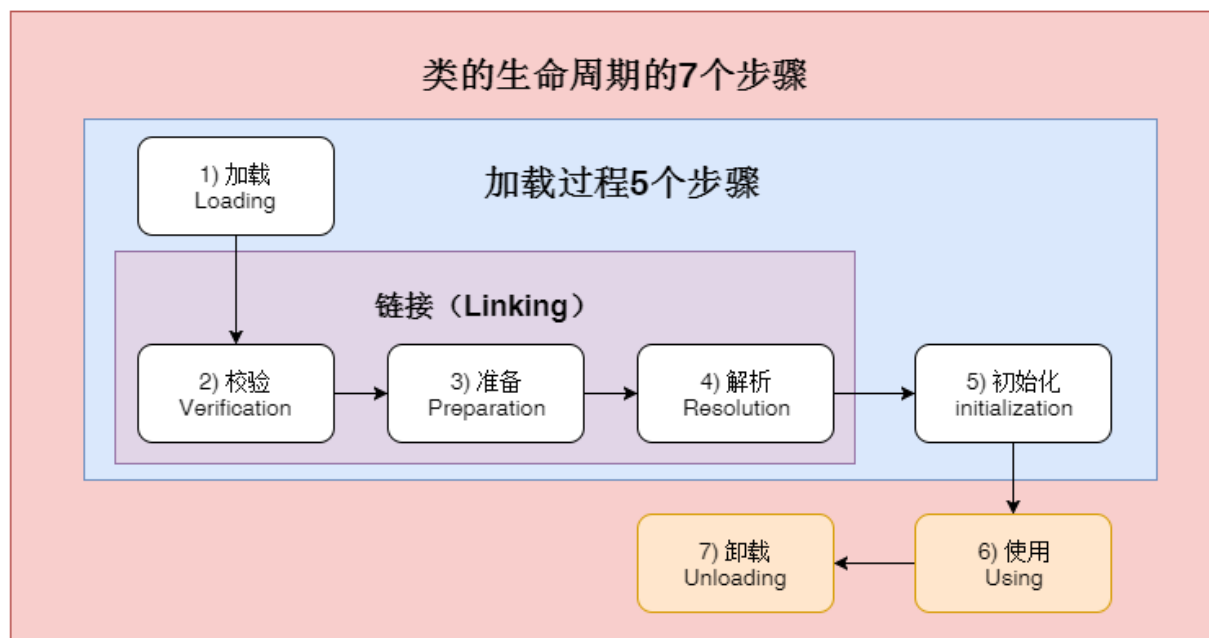 类的生命周期的7个步骤
加载过程5个步骤
1) 加载
Loading
链接（Linking）
2) 校验
Verification
3) 准备
Preparation
4) 解析
Resolution
5) 初始化
initialization
6) 使用
Using
7) 卸载
Unloading